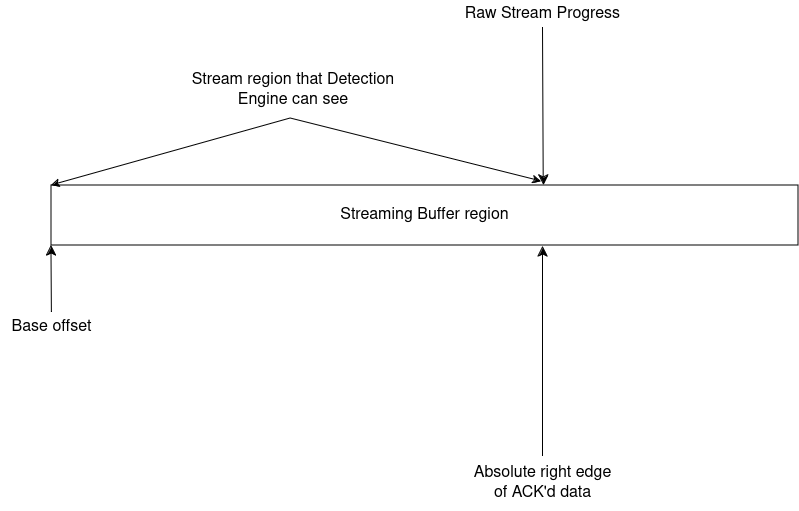 Raw Stream Progress
Stream region that Detection
Engine can see
Streaming Buffer region
Base offset
Absolute right edge
of ACK'd data